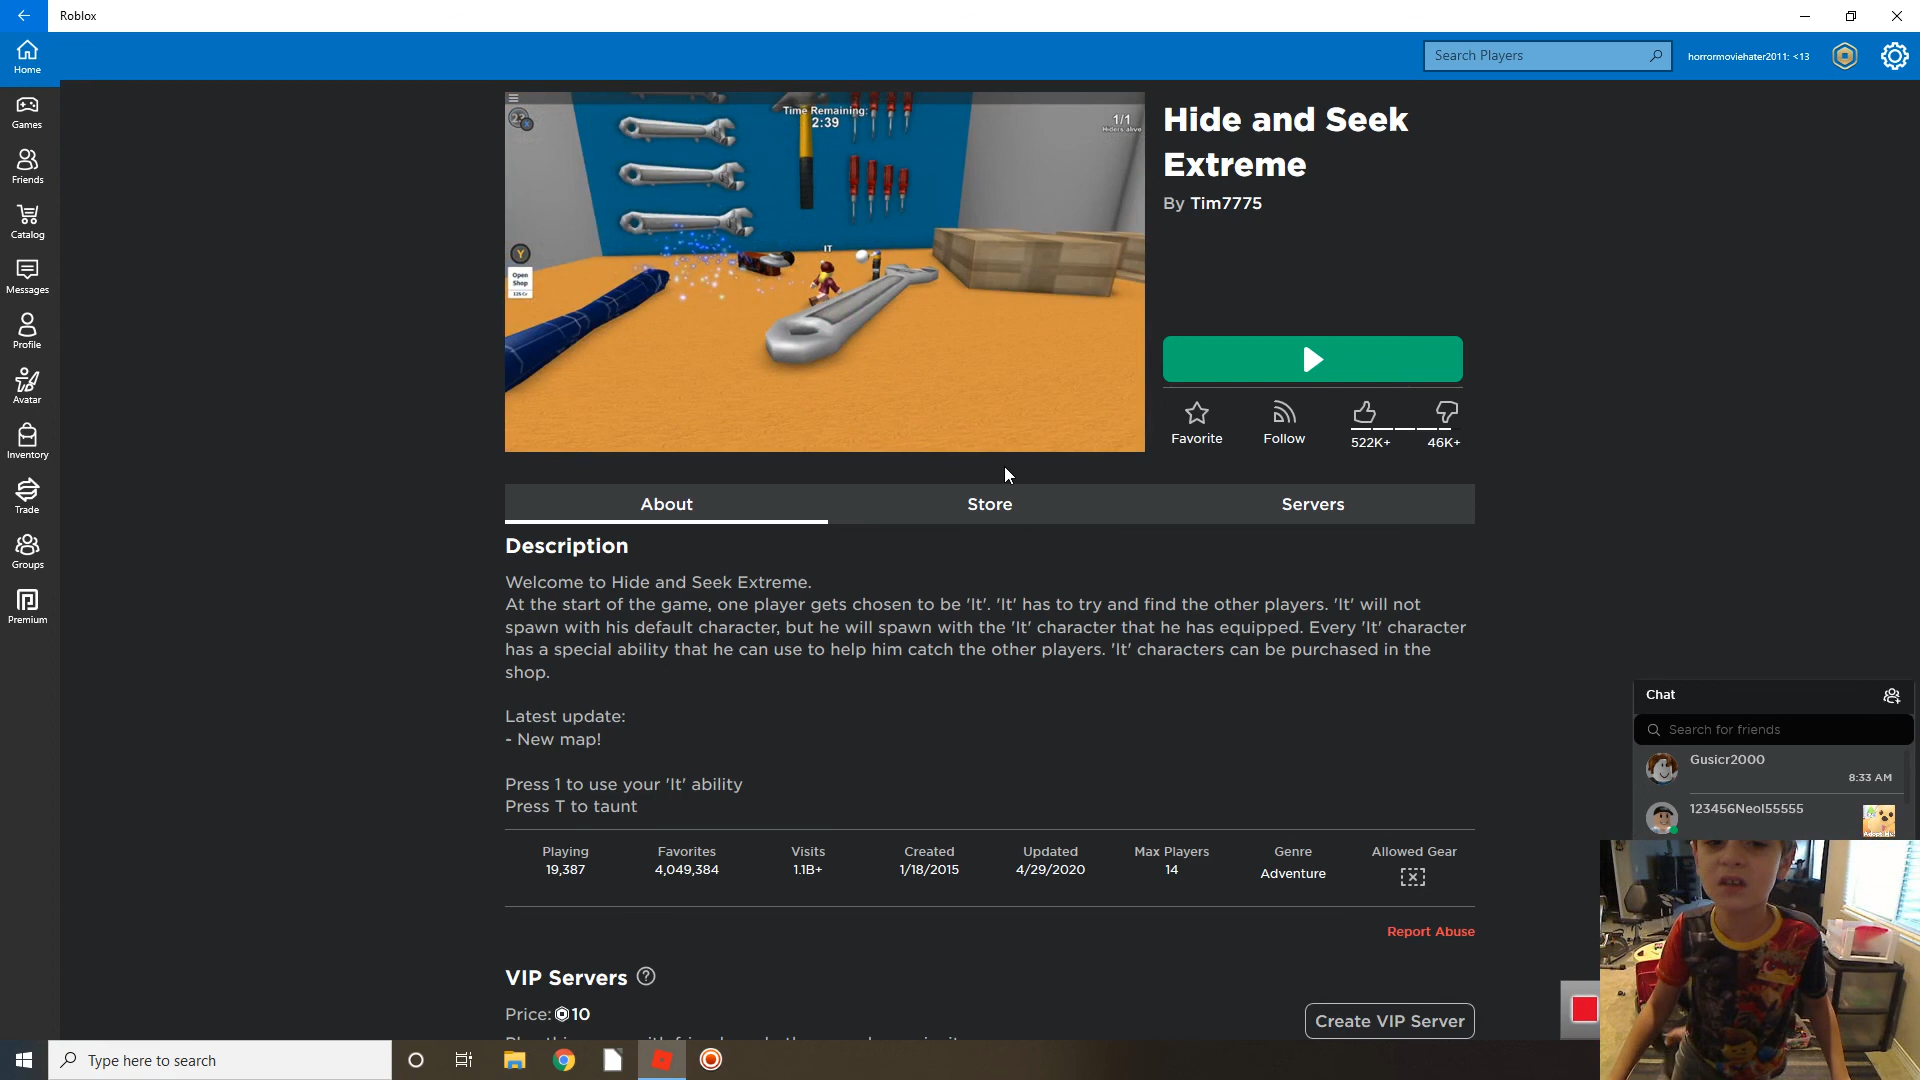 Roblox
Home
Search Players
horrormoviehater2011: <13
Games
Friends
Catalog
Messages
Profile
Avatar
Inventory
Trade
Groups
Premium
Time Remaining:
2:39
1/1
Hiders alive
Y
Open
Shop
IT
Hide and Seek
Extreme
By Tim7775
Favorite
Follow
522K+
46K+
About
Store
Servers
Description
Welcome to Hide and Seek Extreme.
At the start of the game, one player gets chosen to be 'It'. 'It' has to try and find the other players. 'It' will not
spawn with his default character, but he will spawn with the 'It' character that he has equipped. Every 'It' character
has a special ability that he can use to help him catch the other players. 'It' characters can be purchased in the
shop.
Latest update:
- New map!
Press 1 to use your 'It' ability
Press T to taunt
Playing
19,387
Favorites
4,049,384
Visits
1.1B+
Created
1/18/2015
Updated
4/29/2020
Max Players
14
Genre
Adventure
Allowed Gear
Report Abuse
VIP Servers
Price: 10
Create VIP Server
Chat
Search for friends
Gusicr2000
8:33 AM
123456Neol55555
Type here to search